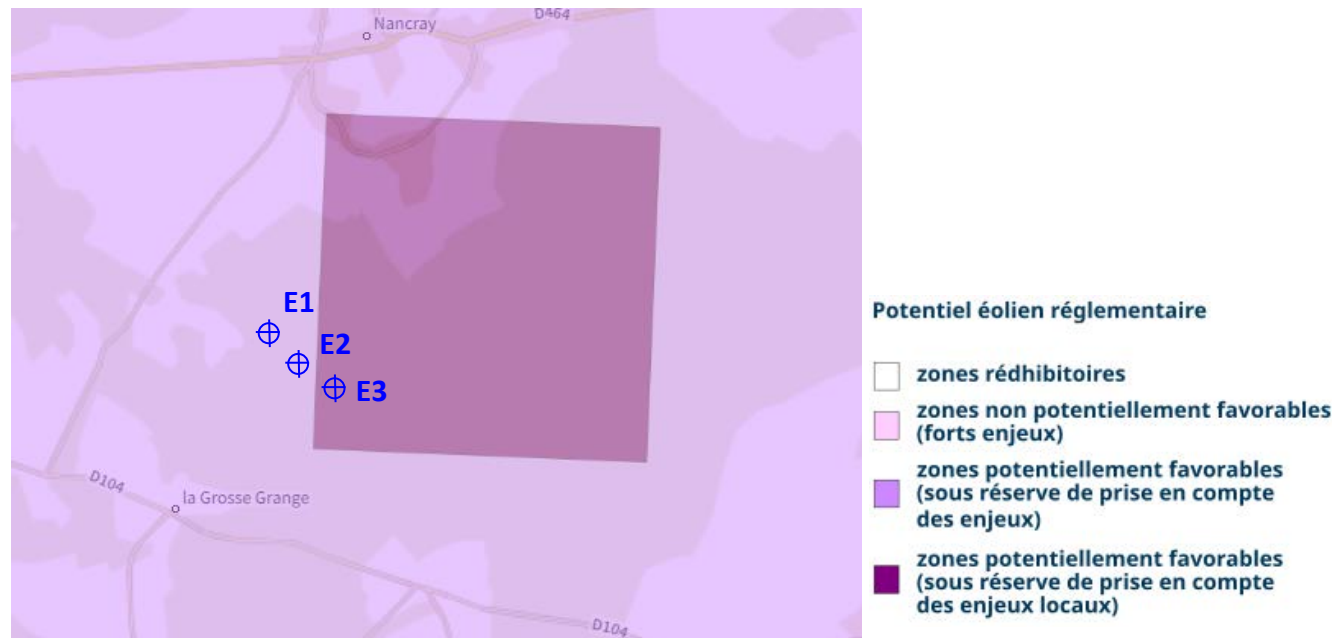 D464
Nancray
E1
E2
E3
D104
la Grosse Grange
D104
Potentiel éolien réglementaire
zones rédhibitoires
zones non potentiellement favorables
(forts enjeux)
zones potentiellement favorables
(sous réserve de prise en compte
des enjeux)
zones potentiellement favorables
(sous réserve de prise en compte
des enjeux locaux)